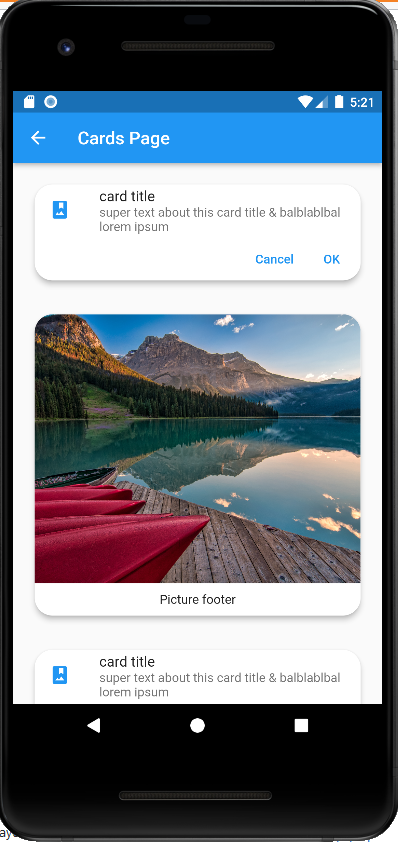 5:21
Cards Page
card title
super text about this card title & balblablbal
lorem ipsum
Cancel OK
Picture footer
card title
super text about this card title & balblablbal
lorem ipsum